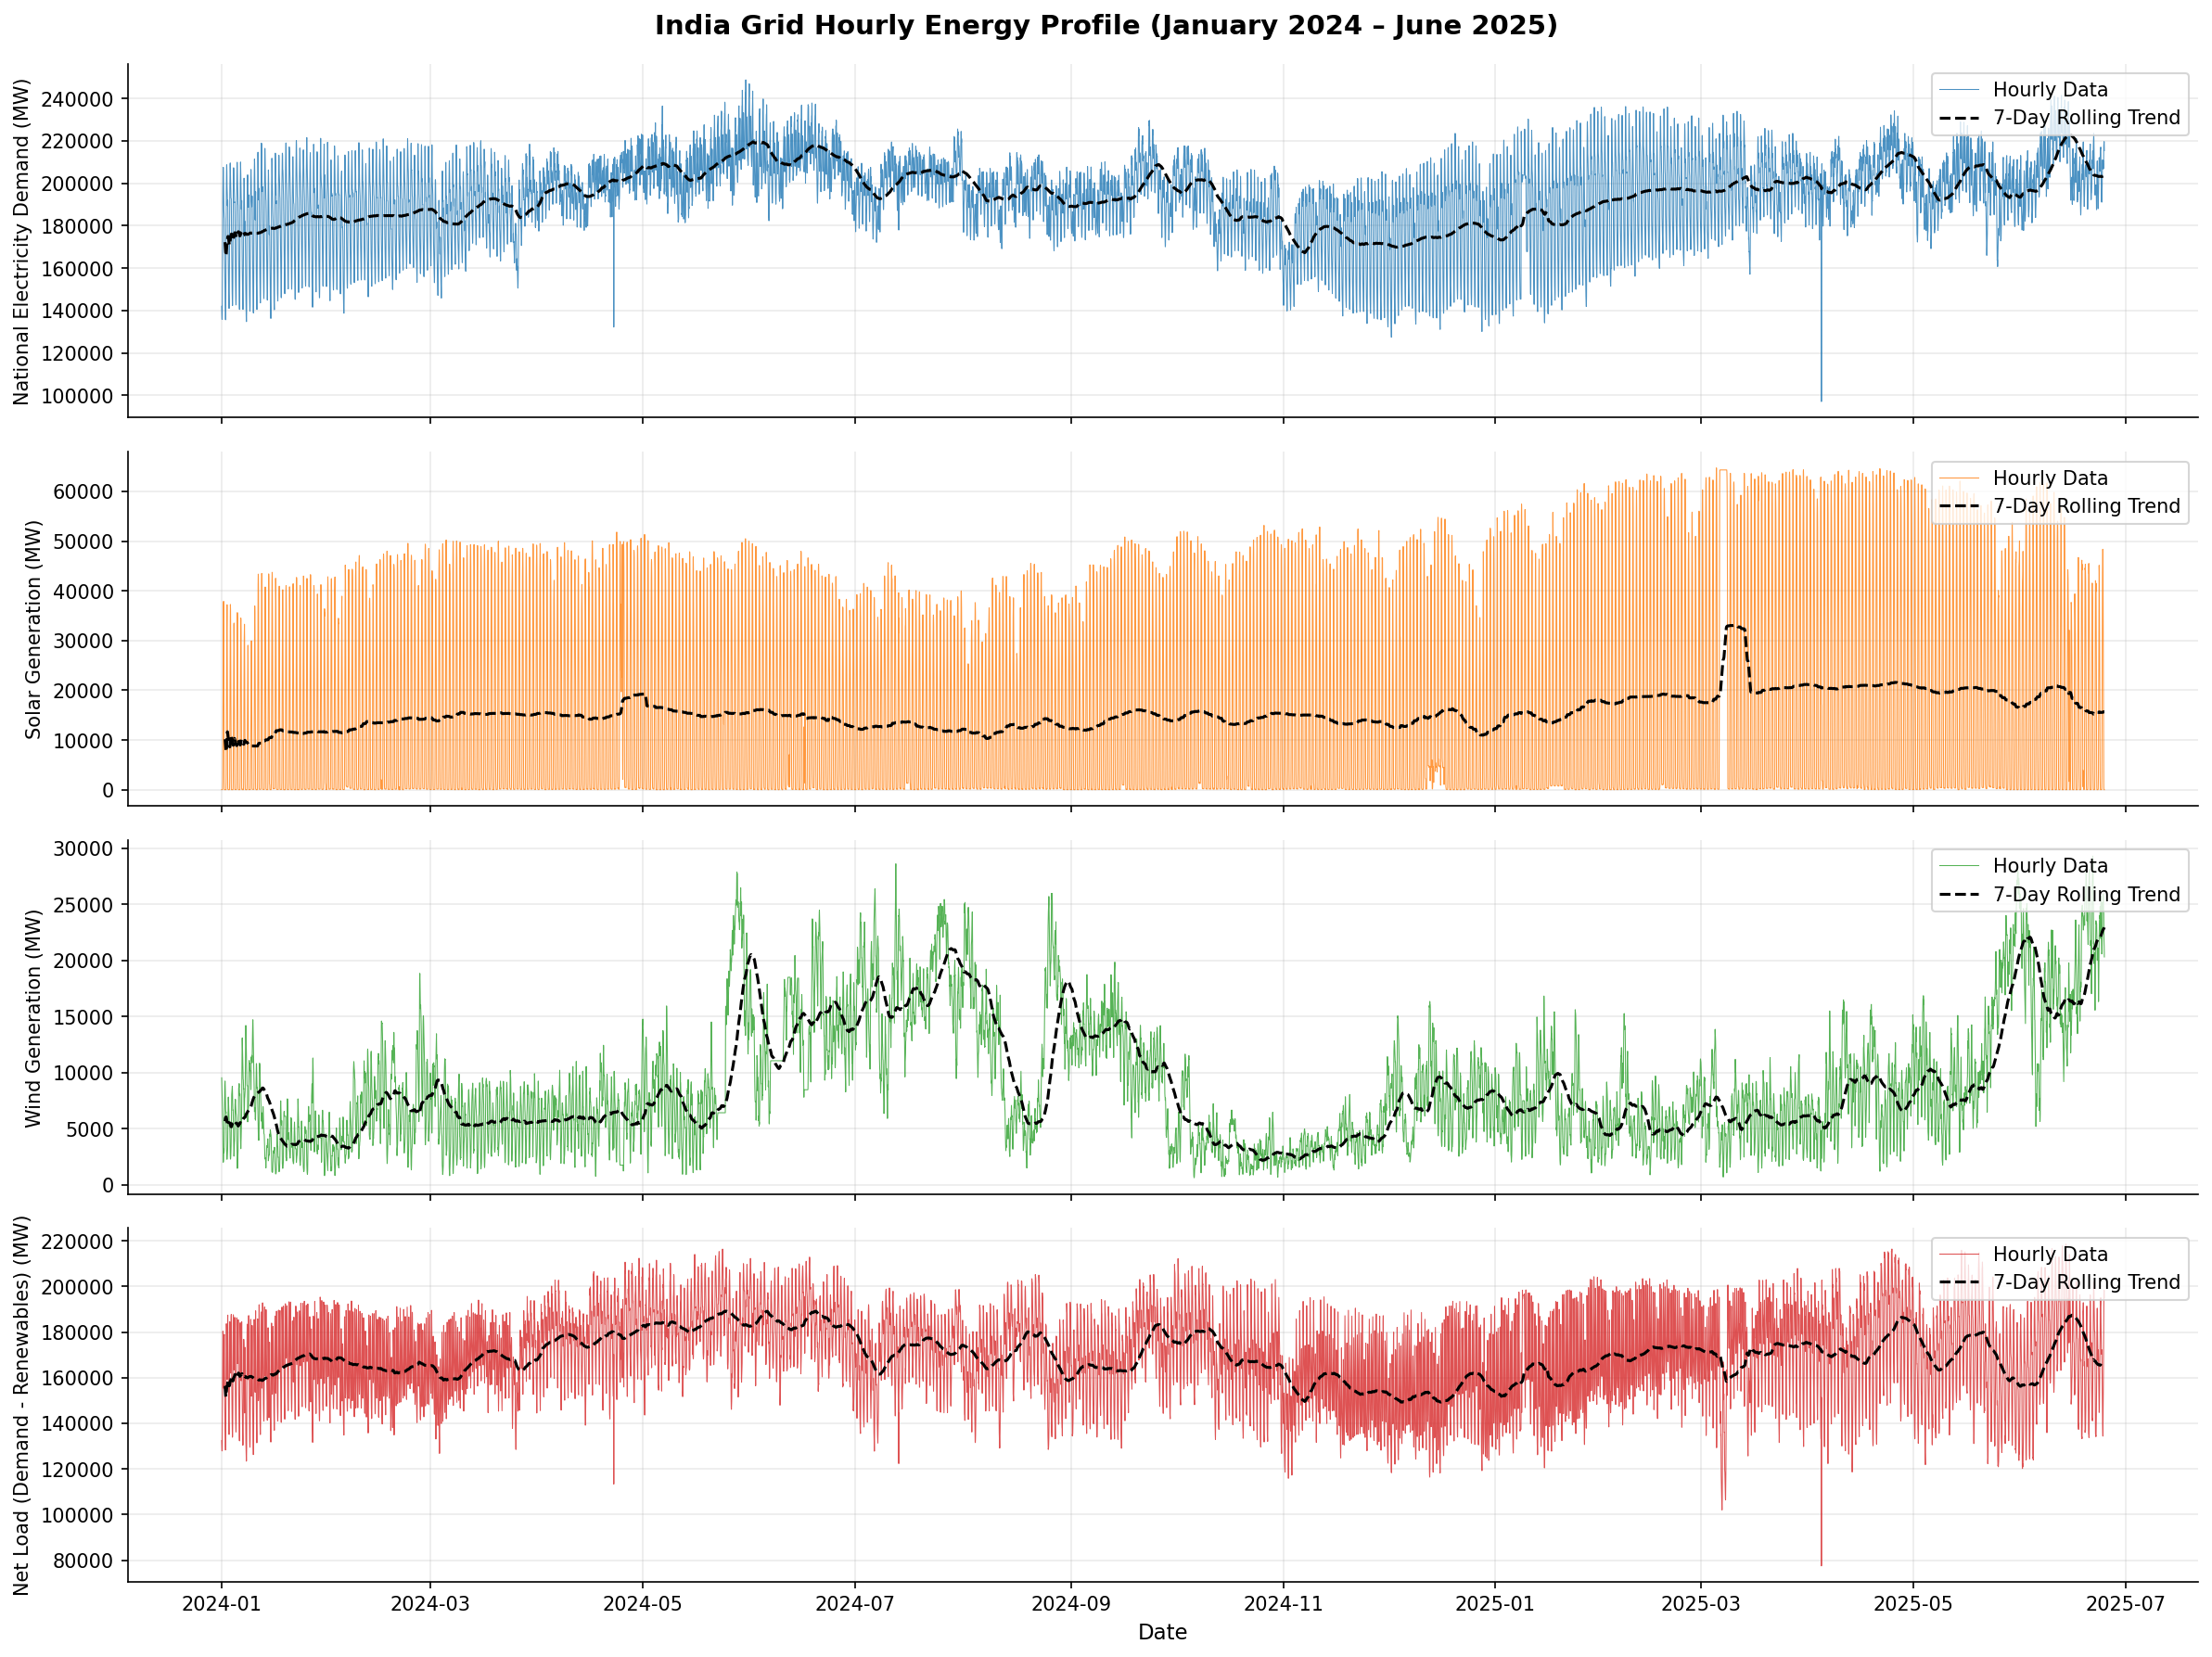 India Grid Hourly Energy Profile (January 2024 – June 2025)
National Electricity Demand (MW)
240000
220000
200000
180000
160000
140000
120000
100000
Hourly Data
7-Day Rolling Trend
Solar Generation (MW)
60000
50000
40000
30000
20000
10000
0
Hourly Data
7-Day Rolling Trend
Wind Generation (MW)
30000
25000
20000
15000
10000
5000
0
Hourly Data
7-Day Rolling Trend
Net Load (Demand - Renewables) (MW)
220000
200000
180000
160000
140000
120000
100000
80000
Hourly Data
7-Day Rolling Trend
2024-01 2024-03 2024-05 2024-07 2024-09 2024-11 2025-01 2025-03 2025-05 2025-07
Date